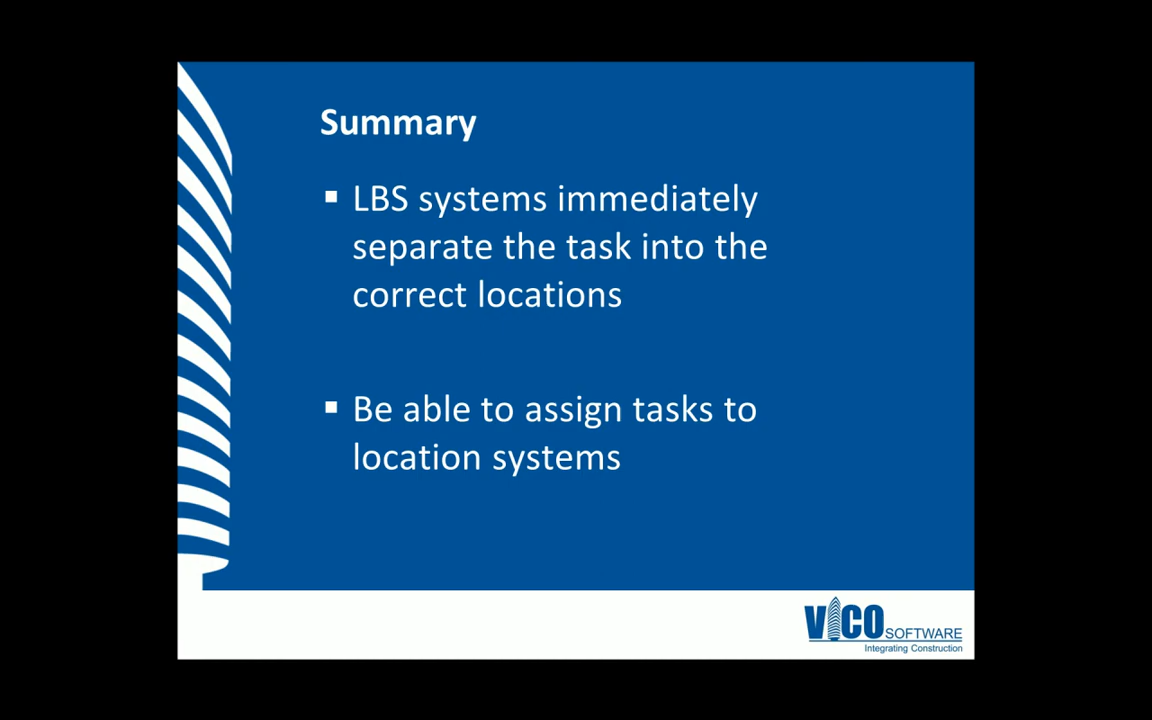 Summary
▪ LBS systems immediately
separate the task into the
correct locations
▪ Be able to assign tasks to
location systems
VICO SOFTWARE
Integrating Construction